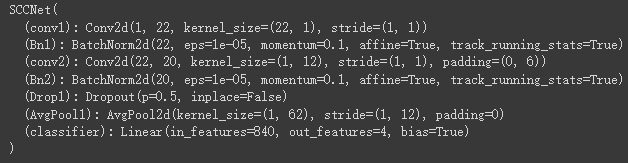 SCCNet(
(conv1): Conv2d(1, 22, kernel_size=(22, 1), stride=(1, 1))
(Bn1): BatchNorm2d(22, eps=1e-05, momentum=0.1, affine=True, track_running_stats=True)
(conv2): Conv2d(22, 20, kernel_size=(1, 12), stride=(1, 1), padding=(0, 6))
(Bn2): BatchNorm2d(20, eps=1e-05, momentum=0.1, affine=True, track_running_stats=True)
(Drop1): Dropout(p=0.5, inplace=False)
(AvgPool1): AvgPool2d(kernel_size=(1, 62), stride=(1, 12), padding=0)
(classifier): Linear(in_features=840, out_features=4, bias=True)
)